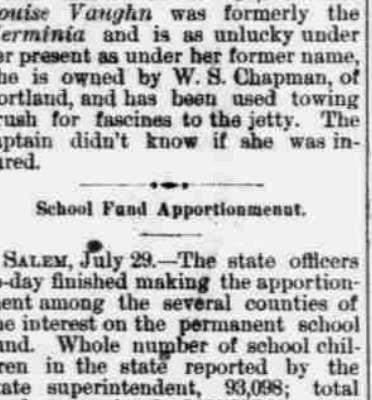 ouise Vaughn was formerly the
erminia and is as unlucky under
er present as under her former name,
he is owned by W. S. Chapman, of
ortland, and has been used towing
rush for fascines to the jetty. The
aptain didn't know if she was in-
ured.
School Fund Apportionmenut.
SALEM, July 29.—The state officers
o-day finished making the apportion-
ent among the several counties of
he interest on the permanent school
und. Whole number of school chil-
ren in the state reported by the
tate superintendent, 93,098; total